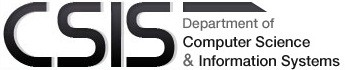 CSIS
Department of
Computer Science
& Information Systems